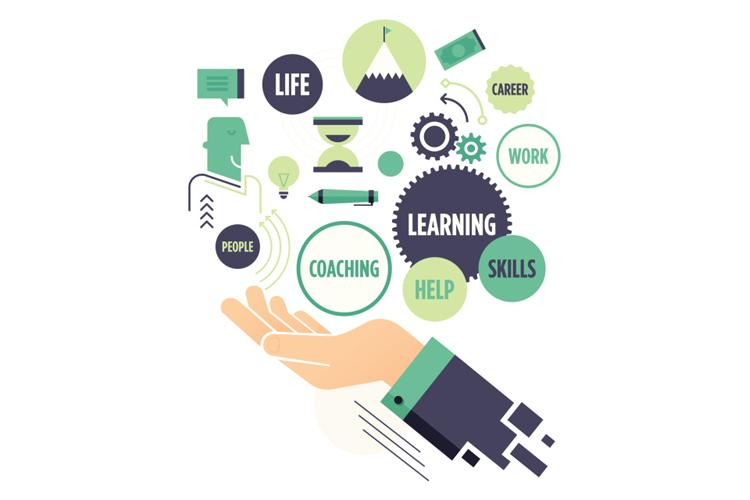 LIFE
CAREER
WORK
LEARNING
PEOPLE
COACHING
SKILLS
HELP